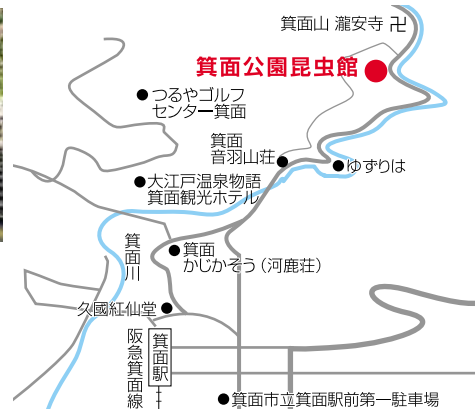 箕面山 瀧安寺 卍
箕面公園昆虫館
つるやゴルフ
センター箕面
箕面
音羽山荘
ゆずりは
大江戸温泉物語
箕面観光ホテル
箕面川
箕面
かじかそう（河鹿荘）
久國紅仙堂
箕面駅
阪急箕面線
箕面市立箕面駅前第一駐車場